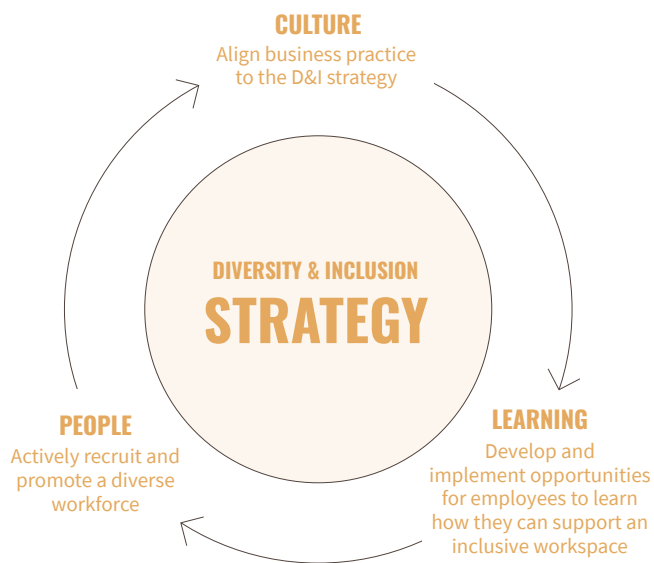 CULTURE
Align business practice
to the D&I strategy
DIVERSITY & INCLUSION
STRATEGY
PEOPLE
Actively recruit and
promote a diverse
workforce
LEARNING
Develop and
implement opportunities
for employees to learn
how they can support an
inclusive workspace